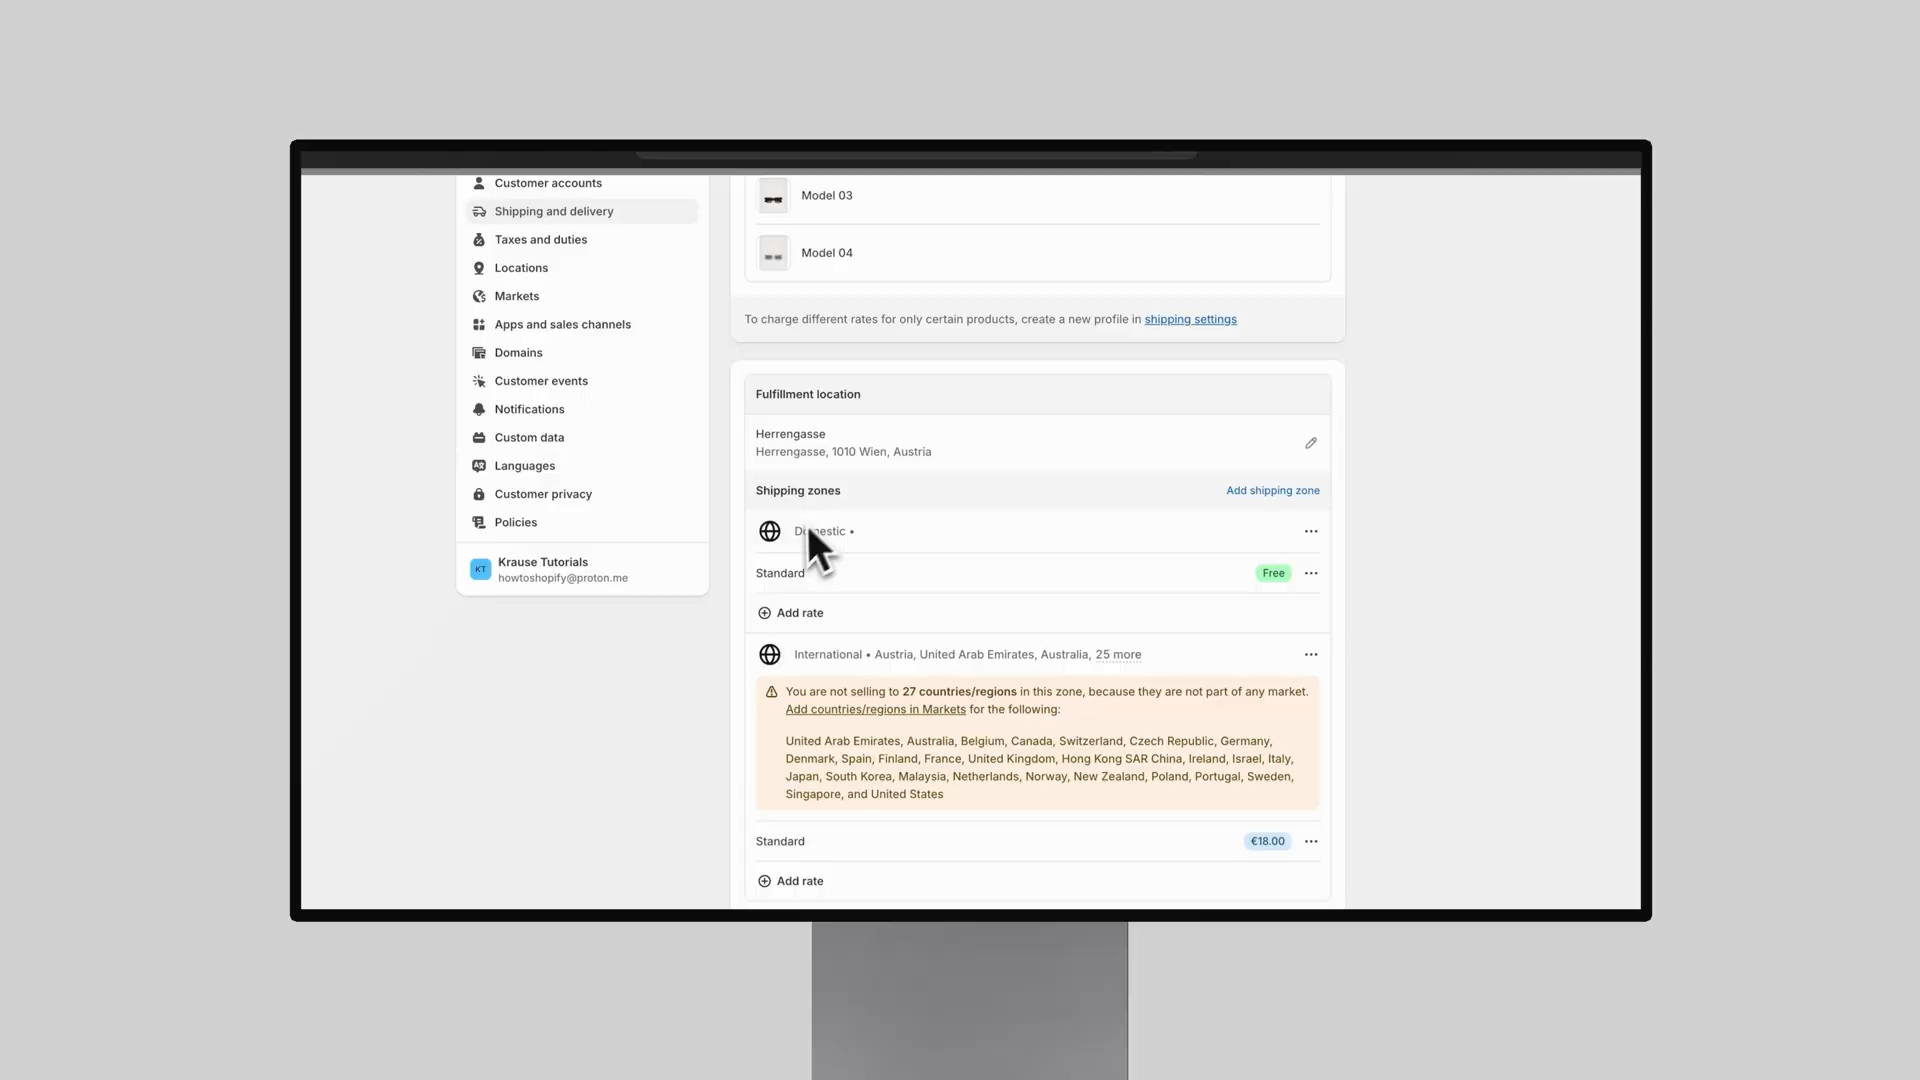 Customer accounts
Shipping and delivery
Taxes and duties
Locations
Markets
Apps and sales channels
Domains
Customer events
Notifications
Custom data
Languages
Customer privacy
Policies
KT
Krause Tutorials
howtoshopify@proton.me
Model 03
Model 04
To charge different rates for only certain products, create a new profile in shipping settings
Fulfillment location
Herrengasse
Herrengasse, 1010 Wien, Austria
Shipping zones
Add shipping zone
Domestic •
Standard
Free
Add rate
International • Austria, United Arab Emirates, Australia, 25 more
You are not selling to 27 countries/regions in this zone, because they are not part of any market.
Add countries/regions in Markets for the following:
United Arab Emirates, Australia, Belgium, Canada, Switzerland, Czech Republic, Germany,
Denmark, Spain, Finland, France, United Kingdom, Hong Kong SAR China, Ireland, Israel, Italy,
Japan, South Korea, Malaysia, Netherlands, Norway, New Zealand, Poland, Portugal, Sweden,
Singapore, and United States
Standard
€18.00
Add rate